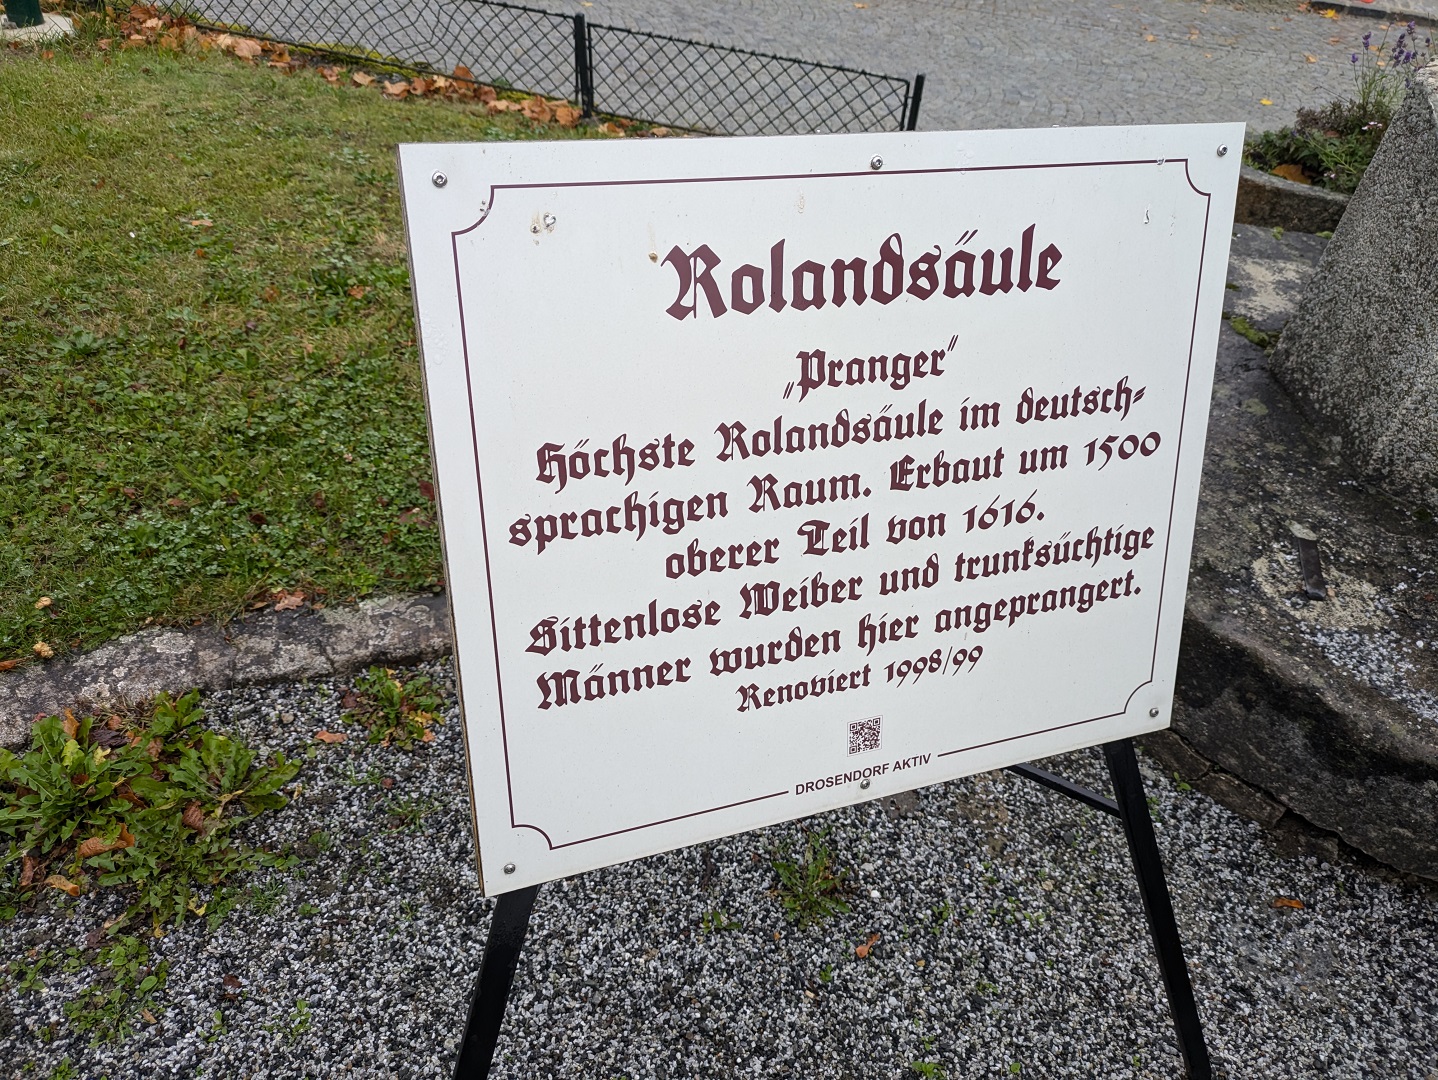 Rolandsäule
„Pranger“
Höchste Rolandsäule im deutsch-
sprachigen Raum. Erbaut um 1500
oberer Teil von 1616.
Sittenlose Weiber und trunksüchtige
Männer wurden hier angeprangert.
Renoviert 1998/99
DROSENDORF AKTIV